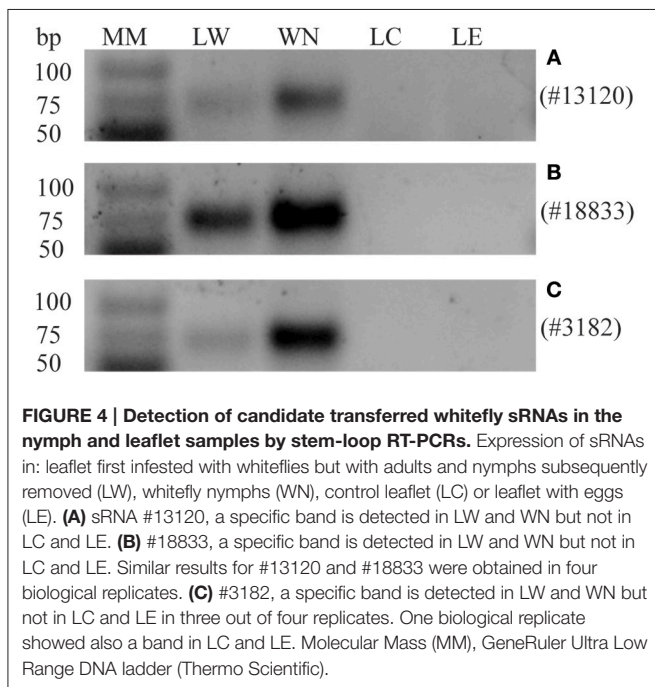 bp MM LW WN LC LE
100
75
50
A
(#13120)
100
75
50
B
(#18833)
100
75
50
C
(#3182)
FIGURE 4 | Detection of candidate transferred whitefly sRNAs in the
nymph and leaflet samples by stem-loop RT-PCRs. Expression of sRNAs
in: leaflet first infested with whiteflies but with adults and nymphs subsequently
removed (LW), whitefly nymphs (WN), control leaflet (LC) or leaflet with eggs
(LE). (A) sRNA #13120, a specific band is detected in LW and WN but not in
LC and LE. (B) #18833, a specific band is detected in LW and WN but not in
LC and LE. Similar results for #13120 and #18833 were obtained in four
biological replicates. (C) #3182, a specific band is detected in LW and WN but
not in LC and LE in three out of four replicates. One biological replicate
showed also a band in LC and LE. Molecular Mass (MM), GeneRuler Ultra Low
Range DNA ladder (Thermo Scientific).